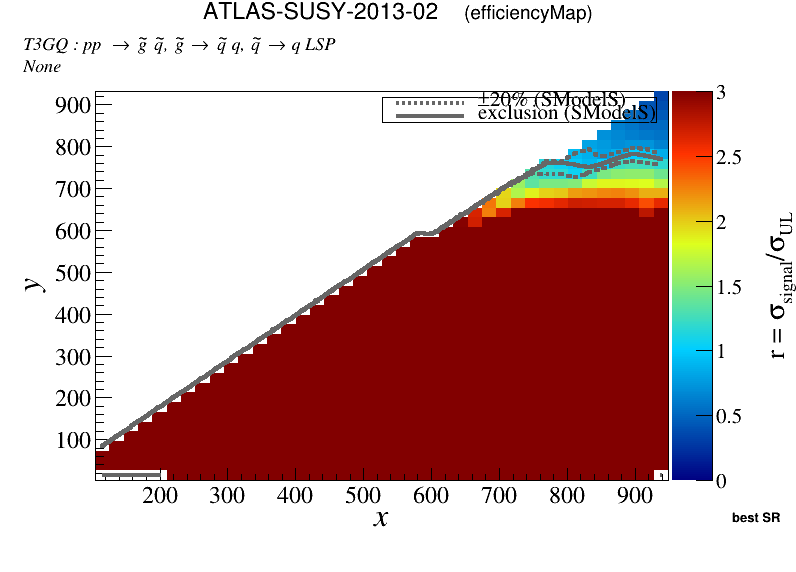 ATLAS-SUSY-2013-02 (efficiencyMap)
T3GQ : pp → g̃ q̃, g̃ → q̃ q, q̃ → q LSP
None
±20% (SModelS)
exclusion (SModelS)
900
800
700
600
500
400
300
200
100
y
200 300 400 500 600 700 800 900
x
3
2.5
2
1.5
1
0.5
0
r = σsignal/σUL
best SR